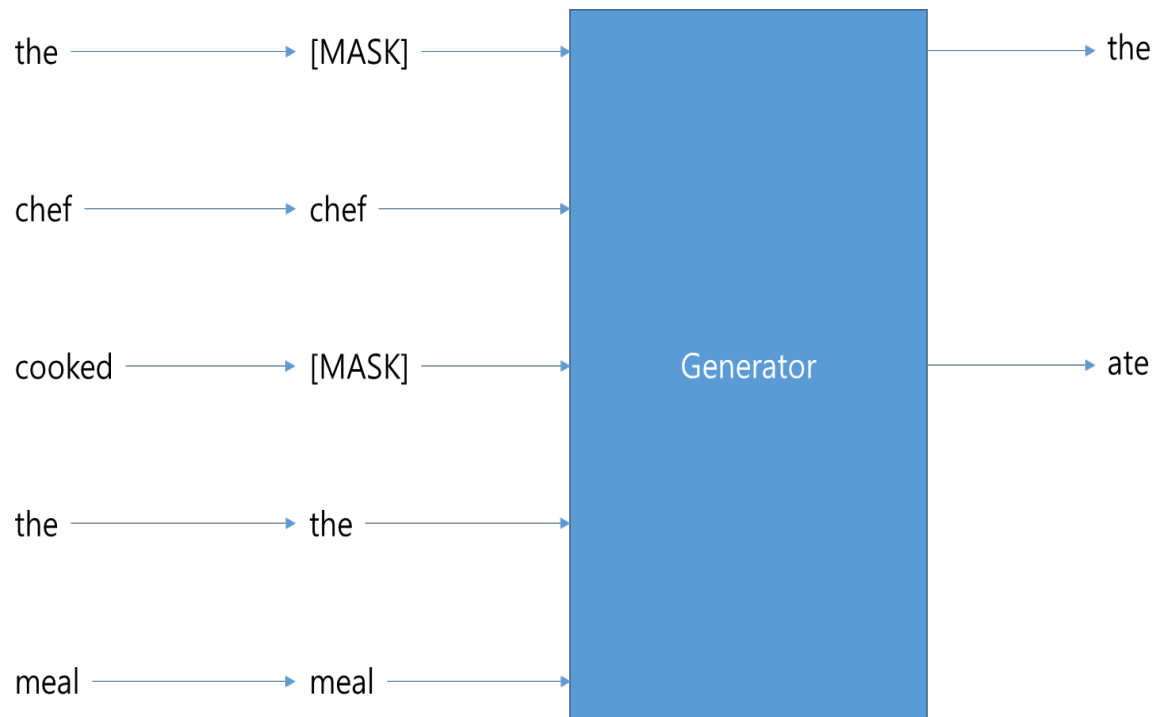 the [MASK] the
chef chef
cooked [MASK] Generator ate
the the
meal meal